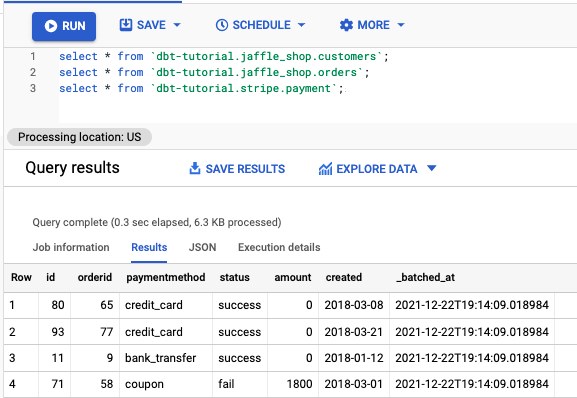 RUN SAVE SCHEDULE MORE
1 select * from `dbt-tutorial.jaffle_shop.customers`;
2 select * from `dbt-tutorial.jaffle_shop.orders`;
3 select * from `dbt-tutorial.stripe.payment`;
Processing location: US
Query results SAVE RESULTS EXPLORE DATA
Query complete (0.3 sec elapsed, 6.3 KB processed)
Job information Results JSON Execution details
Row id orderid paymentmethod status amount created _batched_at
1 80 65 credit_card success 0 2018-03-08 2021-12-22T19:14:09.018984
2 93 77 credit_card success 0 2018-03-21 2021-12-22T19:14:09.018984
3 11 9 bank_transfer success 0 2018-01-12 2021-12-22T19:14:09.018984
4 71 58 coupon fail 1800 2018-03-01 2021-12-22T19:14:09.018984